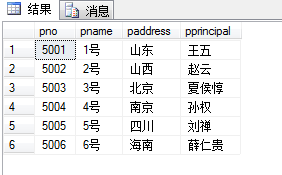 结果 消息
pno pname paddress pprincipal
1 5001 1号 山东 王五
2 5002 2号 山西 赵云
3 5003 3号 北京 夏侯惇
4 5004 4号 南京 孙权
5 5005 5号 四川 刘禅
6 5006 6号 海南 薛仁贵